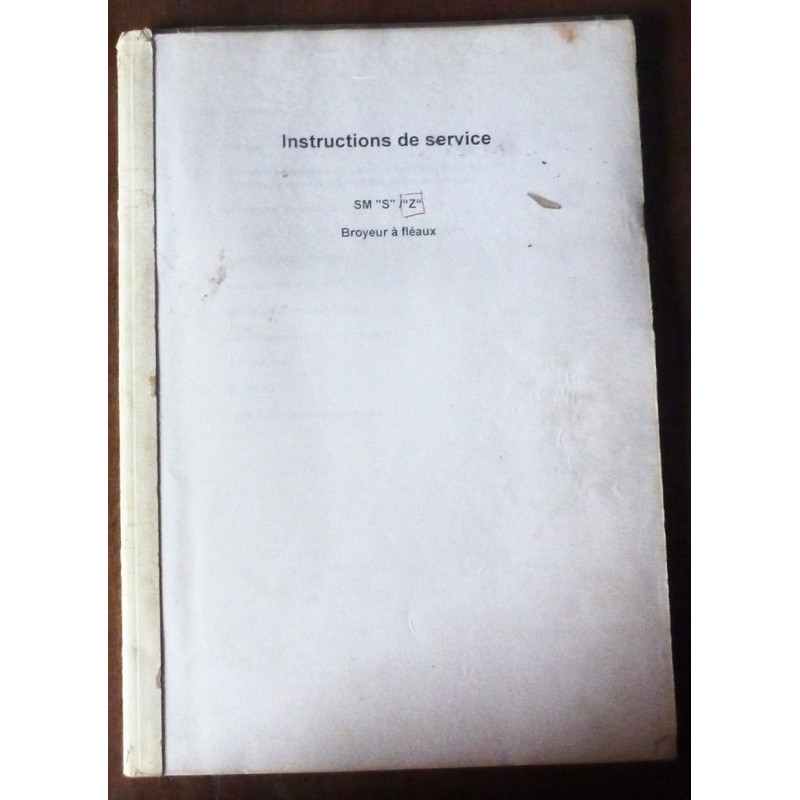 Instructions de service
SM "S" /"Z"
Broyeur à fléaux